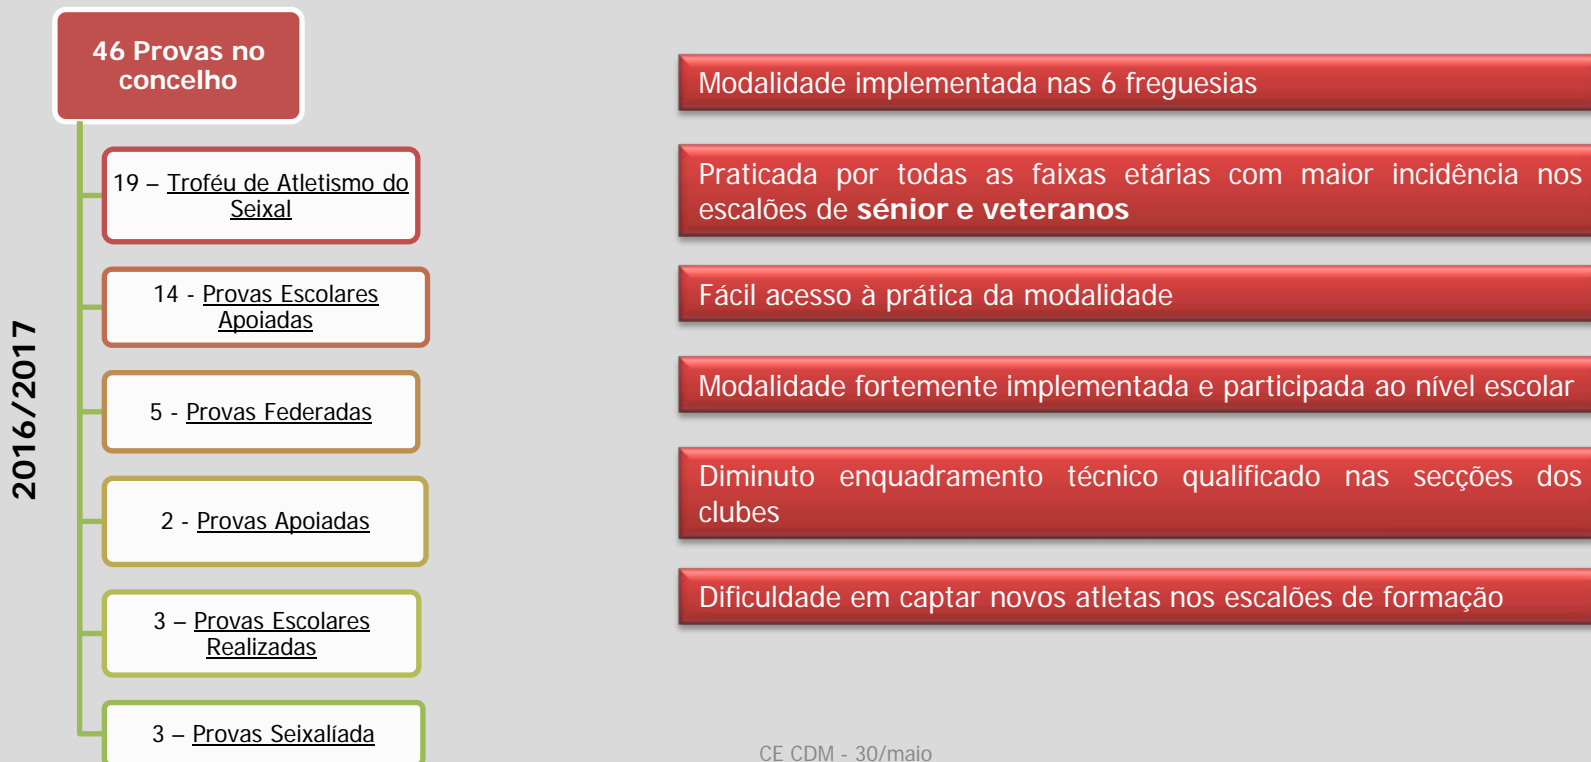 46 Provas no
concelho
19 – Troféu de Atletismo do
Seixal
14 - Provas Escolares
Apoiadas
5 - Provas Federadas
2 - Provas Apoiadas
3 – Provas Escolares
Realizadas
3 – Provas Seixalíada
2016/2017
Modalidade implementada nas 6 freguesias
Praticada por todas as faixas etárias com maior incidência nos
escalões de sénior e veteranos
Fácil acesso à prática da modalidade
Modalidade fortemente implementada e participada ao nível escolar
Diminuto enquadramento técnico qualificado nas secções dos
clubes
Dificuldade em captar novos atletas nos escalões de formação
CE CDM - 30/maio